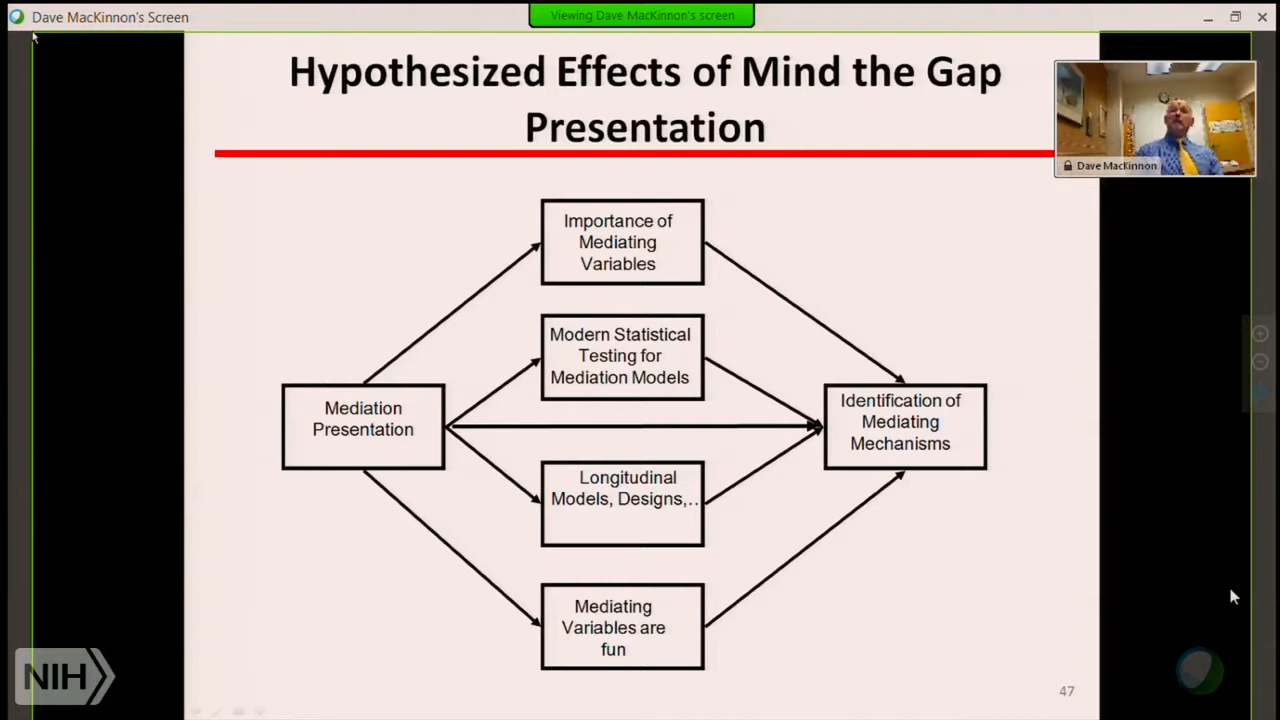 Dave MacKinnon's Screen
Viewing Dave MacKinnon's screen
Hypothesized Effects of Mind the Gap
Presentation
Dave MacKinnon
Importance of
Mediating
Variables
Modern Statistical
Testing for
Mediation Models
Mediation
Presentation
Identification of
Mediating
Mechanisms
Longitudinal
Models, Designs,..
Mediating
Variables are
fun
NIH
47